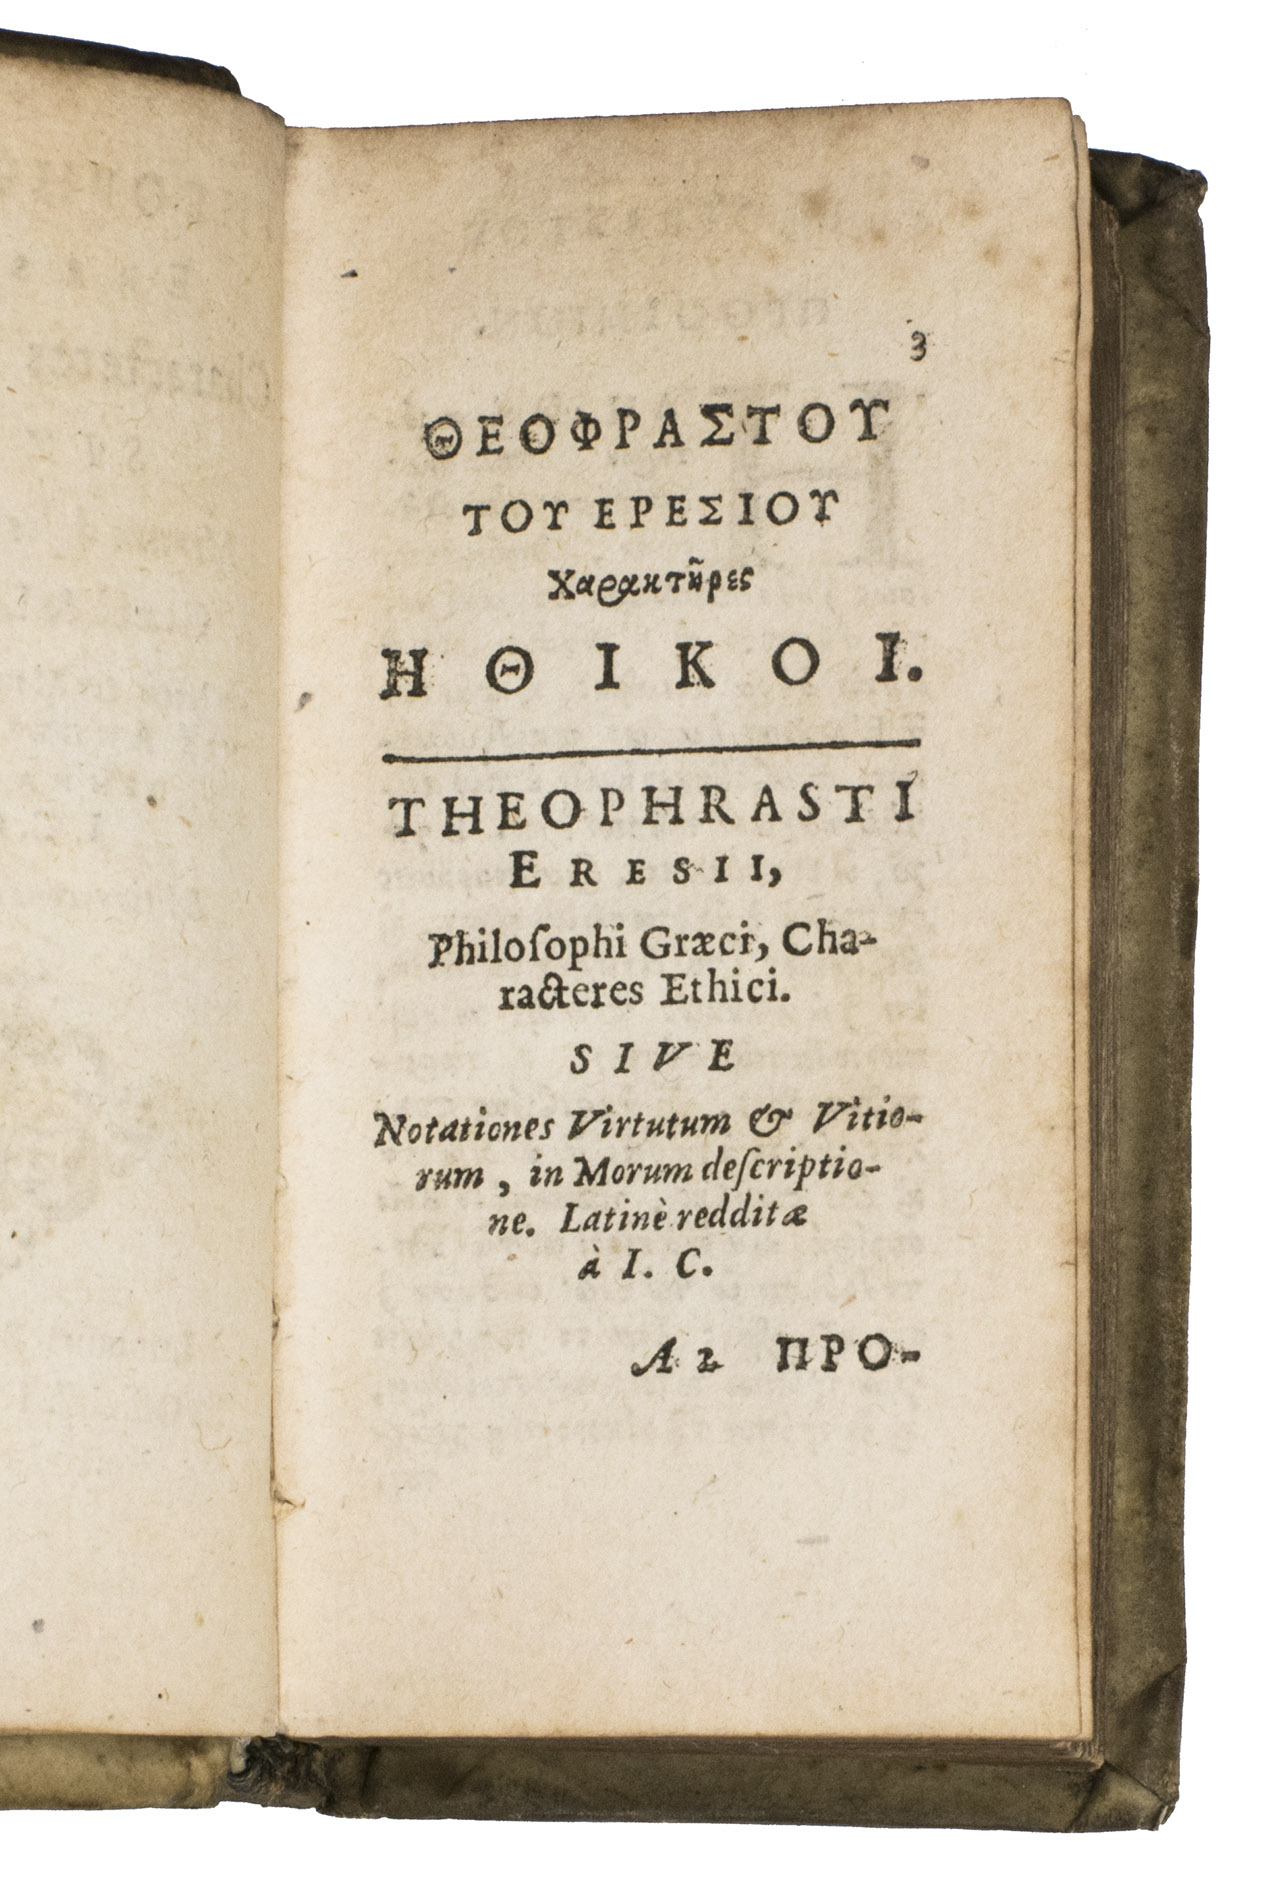 3
ΘΕΟΦΡΑΣΤΟΥ
ΤΟΥ ΕΡΕΣΙΟΥ
Χαρακτῆρες
ΗΘΙΚΟΙ.
THEOPHRASTI
ERESII,
Philoſophi Græci, Cha-
racteres Ethici.
SIVE
Notationes Virtutum & Vitio-
rum, in Morum deſcriptio-
ne. Latinè redditæ
à I. C.
A 2 ΠΡΟ-